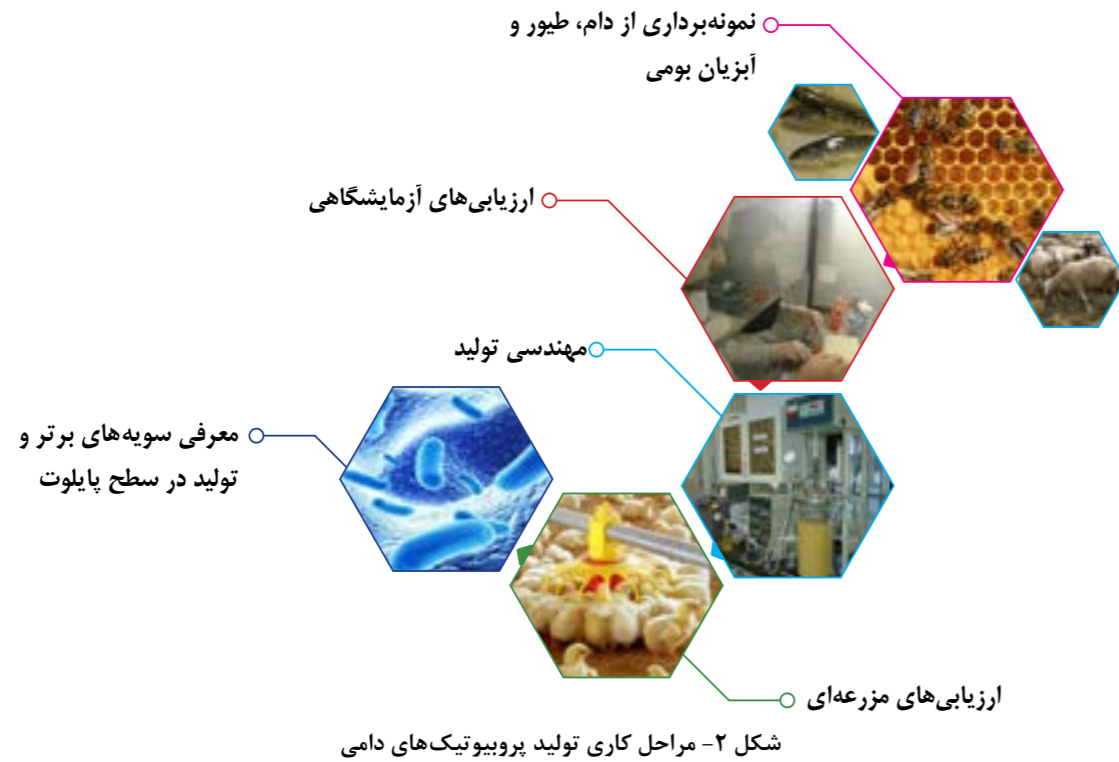 نمونه‌برداری از دام، طیور و
آبزیان بومی
ارزیابی‌های آزمایشگاهی
مهندسی تولید
معرفی سویه‌های برتر و
تولید در سطح پایلوت
ارزیابی‌های مزرعه‌ای
شکل ۲- مراحل کاری تولید پروبیوتیک‌های دامی